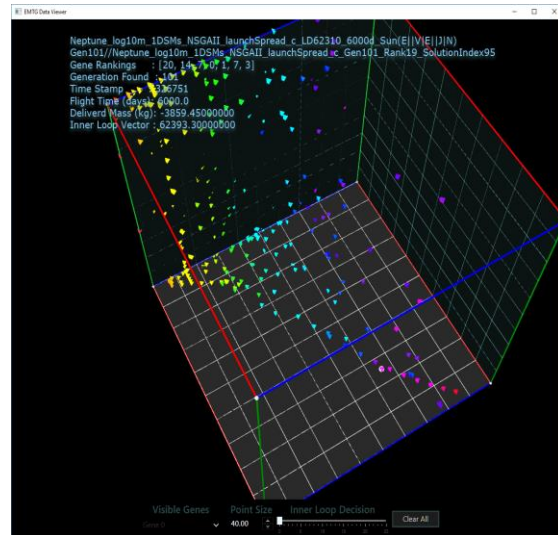 EMTG Data Viewer
Neptune_log10m_1DSMs_NSGAII_launchSpread_c_LD62310_6000d_Sun(E||V|E||J|N)
Gen101//Neptune_log10m_1DSMs_NSGAII_launchSpread_c_Gen101_Rank19_SolutionIndex95
Gene Rankings : [20, 14, 7, 0, 1, 7, 3]
Generation Found : 101
Time Stamp
Flight Time (days): 6000.0
Deliverd Mass (kg): -3859.45000000
Inner Loop Vector : 62393.30000000
Visible Genes Point Size Inner Loop Decision
Gene 0 40.00 Clear All